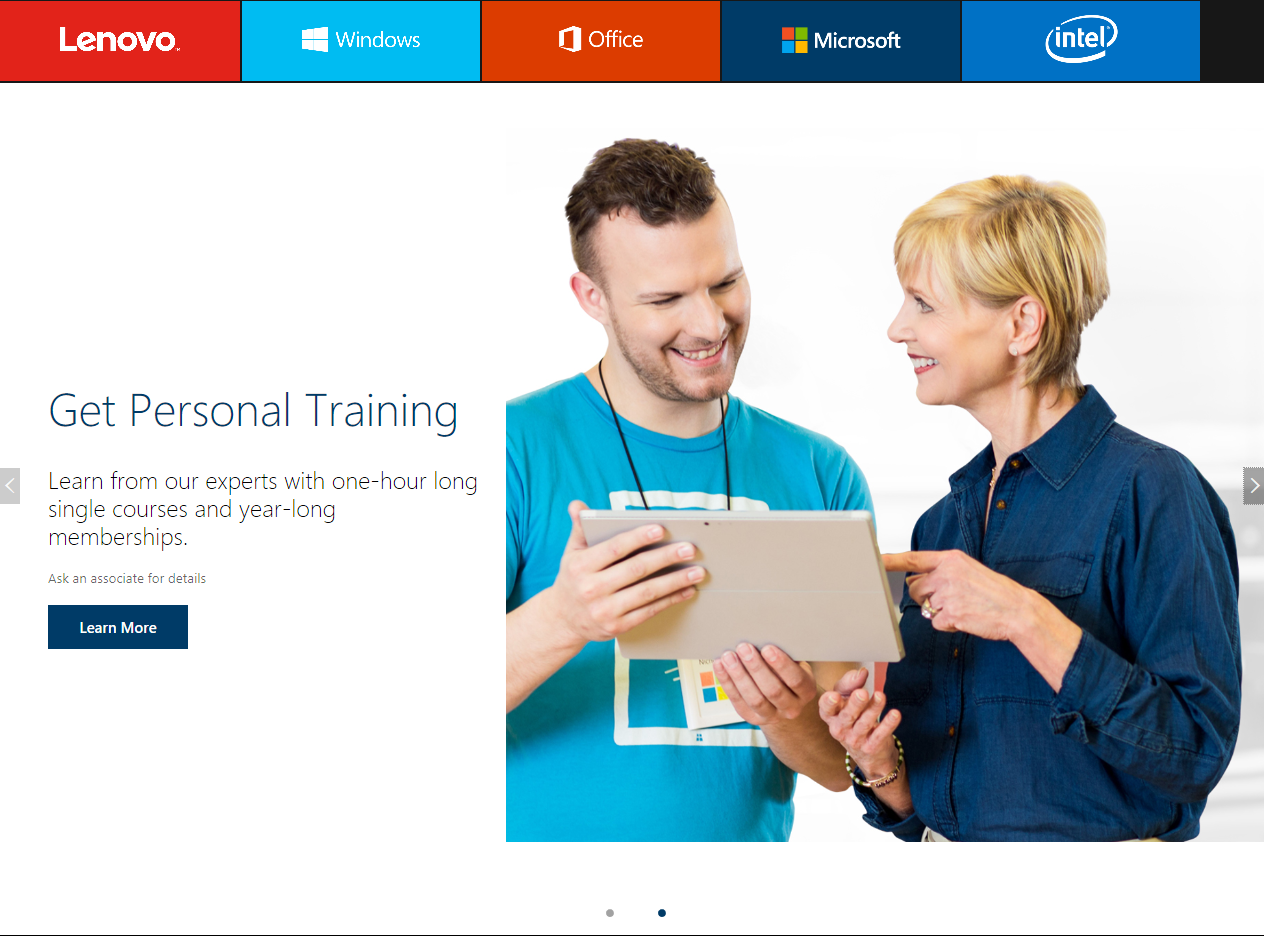 Lenovo
Windows
Office
Microsoft
intel
Get Personal Training
Learn from our experts with one-hour long
single courses and year-long
memberships.
Ask an associate for details
Learn More